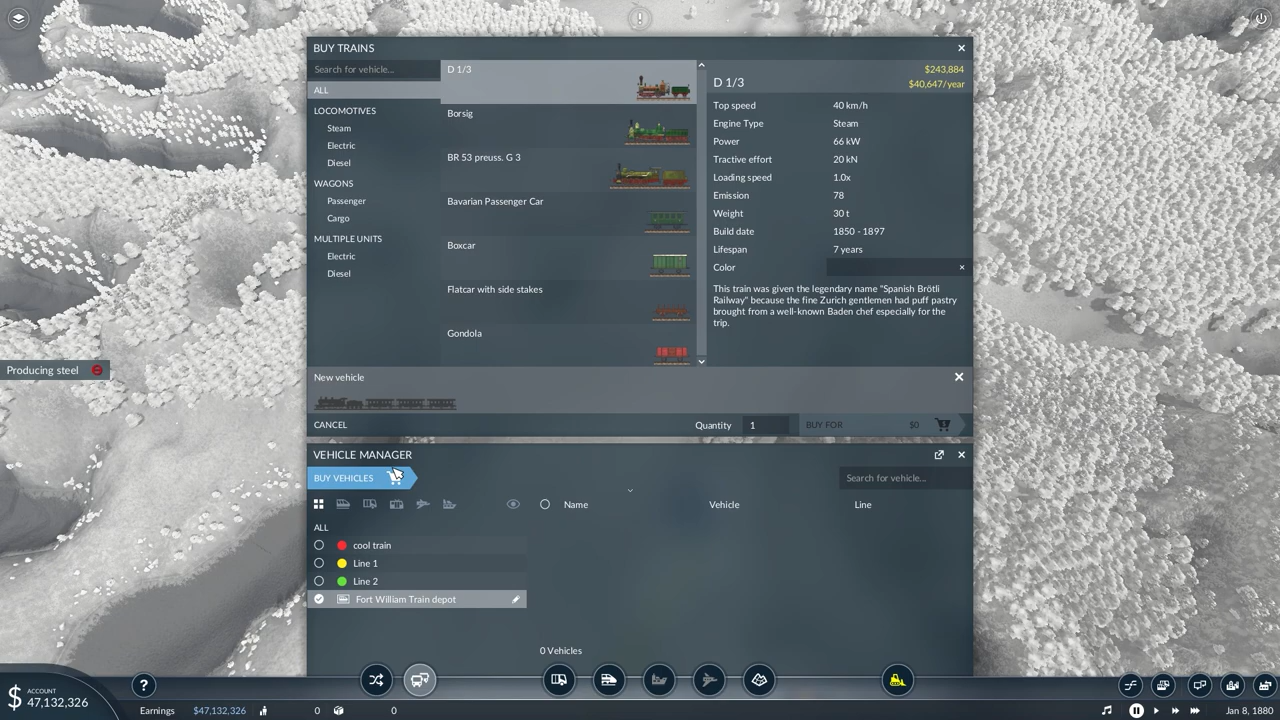 BUY TRAINS
Search for vehicle...
ALL
LOCOMOTIVES
Steam
Electric
Diesel
WAGONS
Passenger
Cargo
MULTIPLE UNITS
Electric
Diesel
D 1/3
Borsig
BR 53 preuss. G 3
Bavarian Passenger Car
Boxcar
Flatcar with side stakes
Gondola
D 1/3
$243,884
$40,647/year
Top speed 40 km/h
Engine Type Steam
Power 66 kW
Tractive effort 20 kN
Loading speed 1.0x
Emission 78
Weight 30 t
Build date 1850 - 1897
Lifespan 7 years
Color
This train was given the legendary name "Spanish Brötli
Railway" because the fine Zurich gentlemen had puff pastry
brought from a well-known Baden chef especially for the
trip.
Producing steel
New vehicle
CANCEL
Quantity 1
BUY FOR $0
VEHICLE MANAGER
BUY VEHICLES
Search for vehicle...
Name Vehicle Line
ALL
cool train
Line 1
Line 2
Fort William Train depot
0 Vehicles
$ ACCOUNT
47,132,326
?
Earnings $47,132,326 0 0
Jan 8, 1880